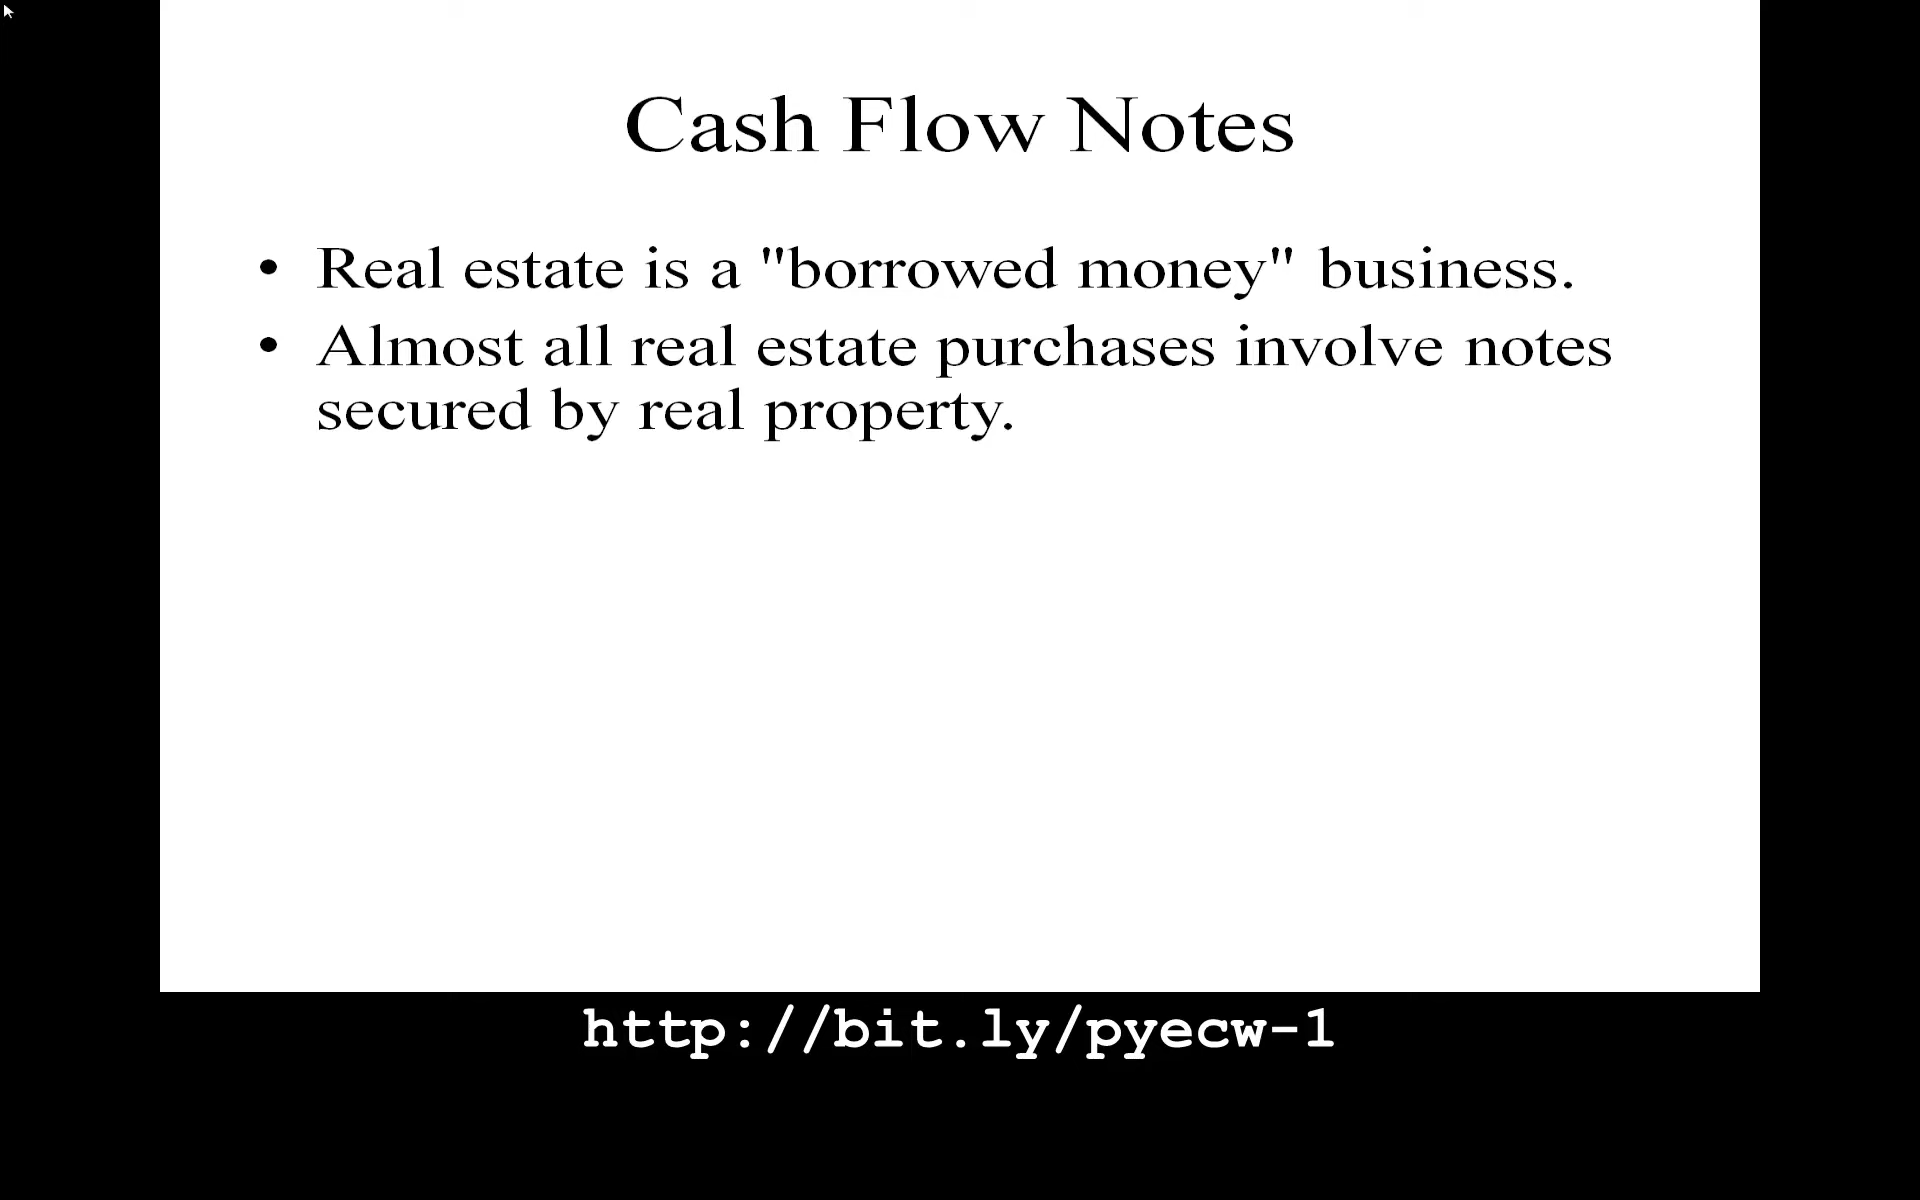 Cash Flow Notes
• Real estate is a "borrowed money" business.
• Almost all real estate purchases involve notes
secured by real property.
http://bit.ly/pyecw-1